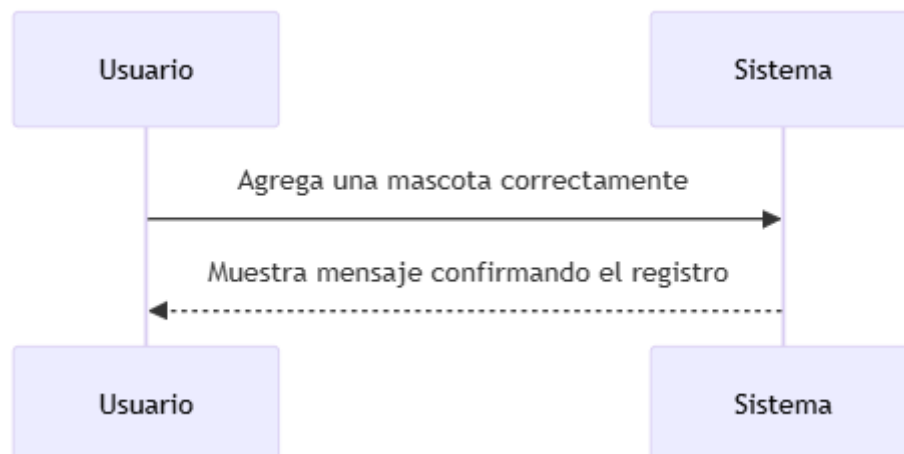 Usuario
Sistema
Agrega una mascota correctamente
Muestra mensaje confirmando el registro
Usuario
Sistema